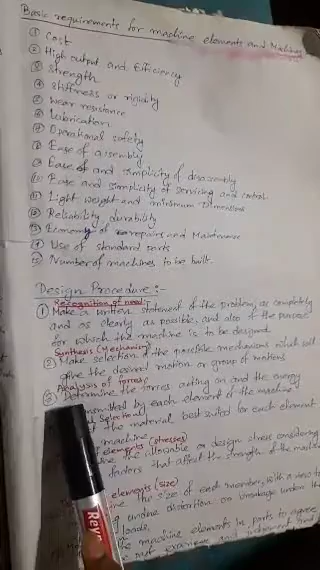 Basic requirements for machine elements and Machines
① Cost
② High output and Efficiency
③ Strength
④ Stiffness or rigidity
⑤ Wear resistance
⑥ Lubrication
⑦ Operational safety
⑧ Ease of assembly
⑨ Ease of and simplicity of disassembly
⑩ Ease and simplicity of servicing and control
⑪ Light weight and minimum Dimensions
⑫ Reliability durability
⑬ Economy of repairs and Maintenance
⑭ Use of standard parts
⑮ Number of machines to be built.
Design Procedure :-
Recognition of need
① Make a written statement of the problem, as completely
and as clearly as possible, and also of the purpose
for which the machine is to be designed
Synthesis (Mechanism)
② Make selection of the possible mechanisms which will
give the desired motion or group of motions
Analysis of forces
③ Determine the forces acting on and the energy
transmitted by each element of the machine
the material best suited for each element
machine
elements (stresses)
the allowable or design stress considering
factors that affect the strength of the machine
elements (size)
the size of each member, with a view to
undue distortion or breakage under the
loads.
machine elements or parts to agree
Rey